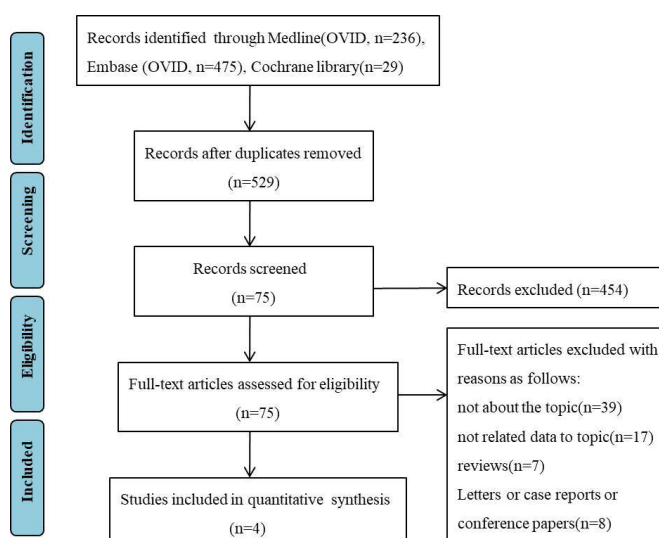 Identification
Screening
Eligibility
Included
Records identified through Medline(OVID, n=236),
Embase (OVID, n=475), Cochrane library(n=29)
Records after duplicates removed
(n=529)
Records screened
(n=75)
Records excluded (n=454)
Full-text articles assessed for eligibility
(n=75)
Full-text articles excluded with
reasons as follows:
not about the topic(n=39)
not related data to topic(n=17)
reviews(n=7)
Letters or case reports or
conference papers(n=8)
Studies included in quantitative synthesis
(n=4)